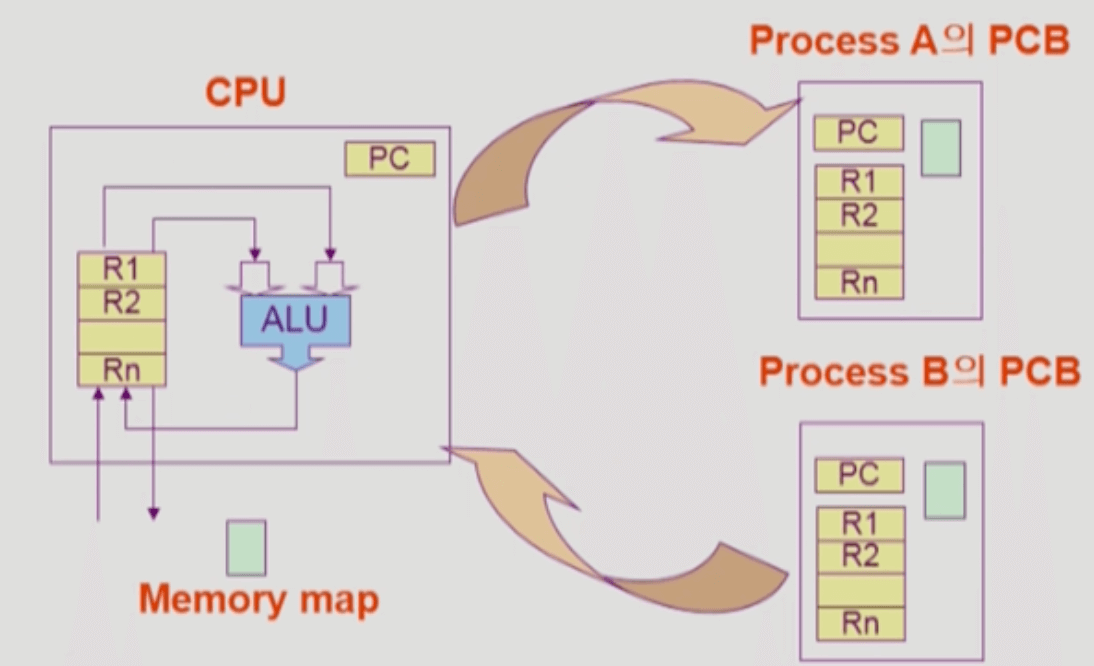 CPU
PC
R1
R2
Rn
ALU
Memory map
Process A의 PCB
PC
R1
R2
Rn
Process B의 PCB
PC
R1
R2
Rn